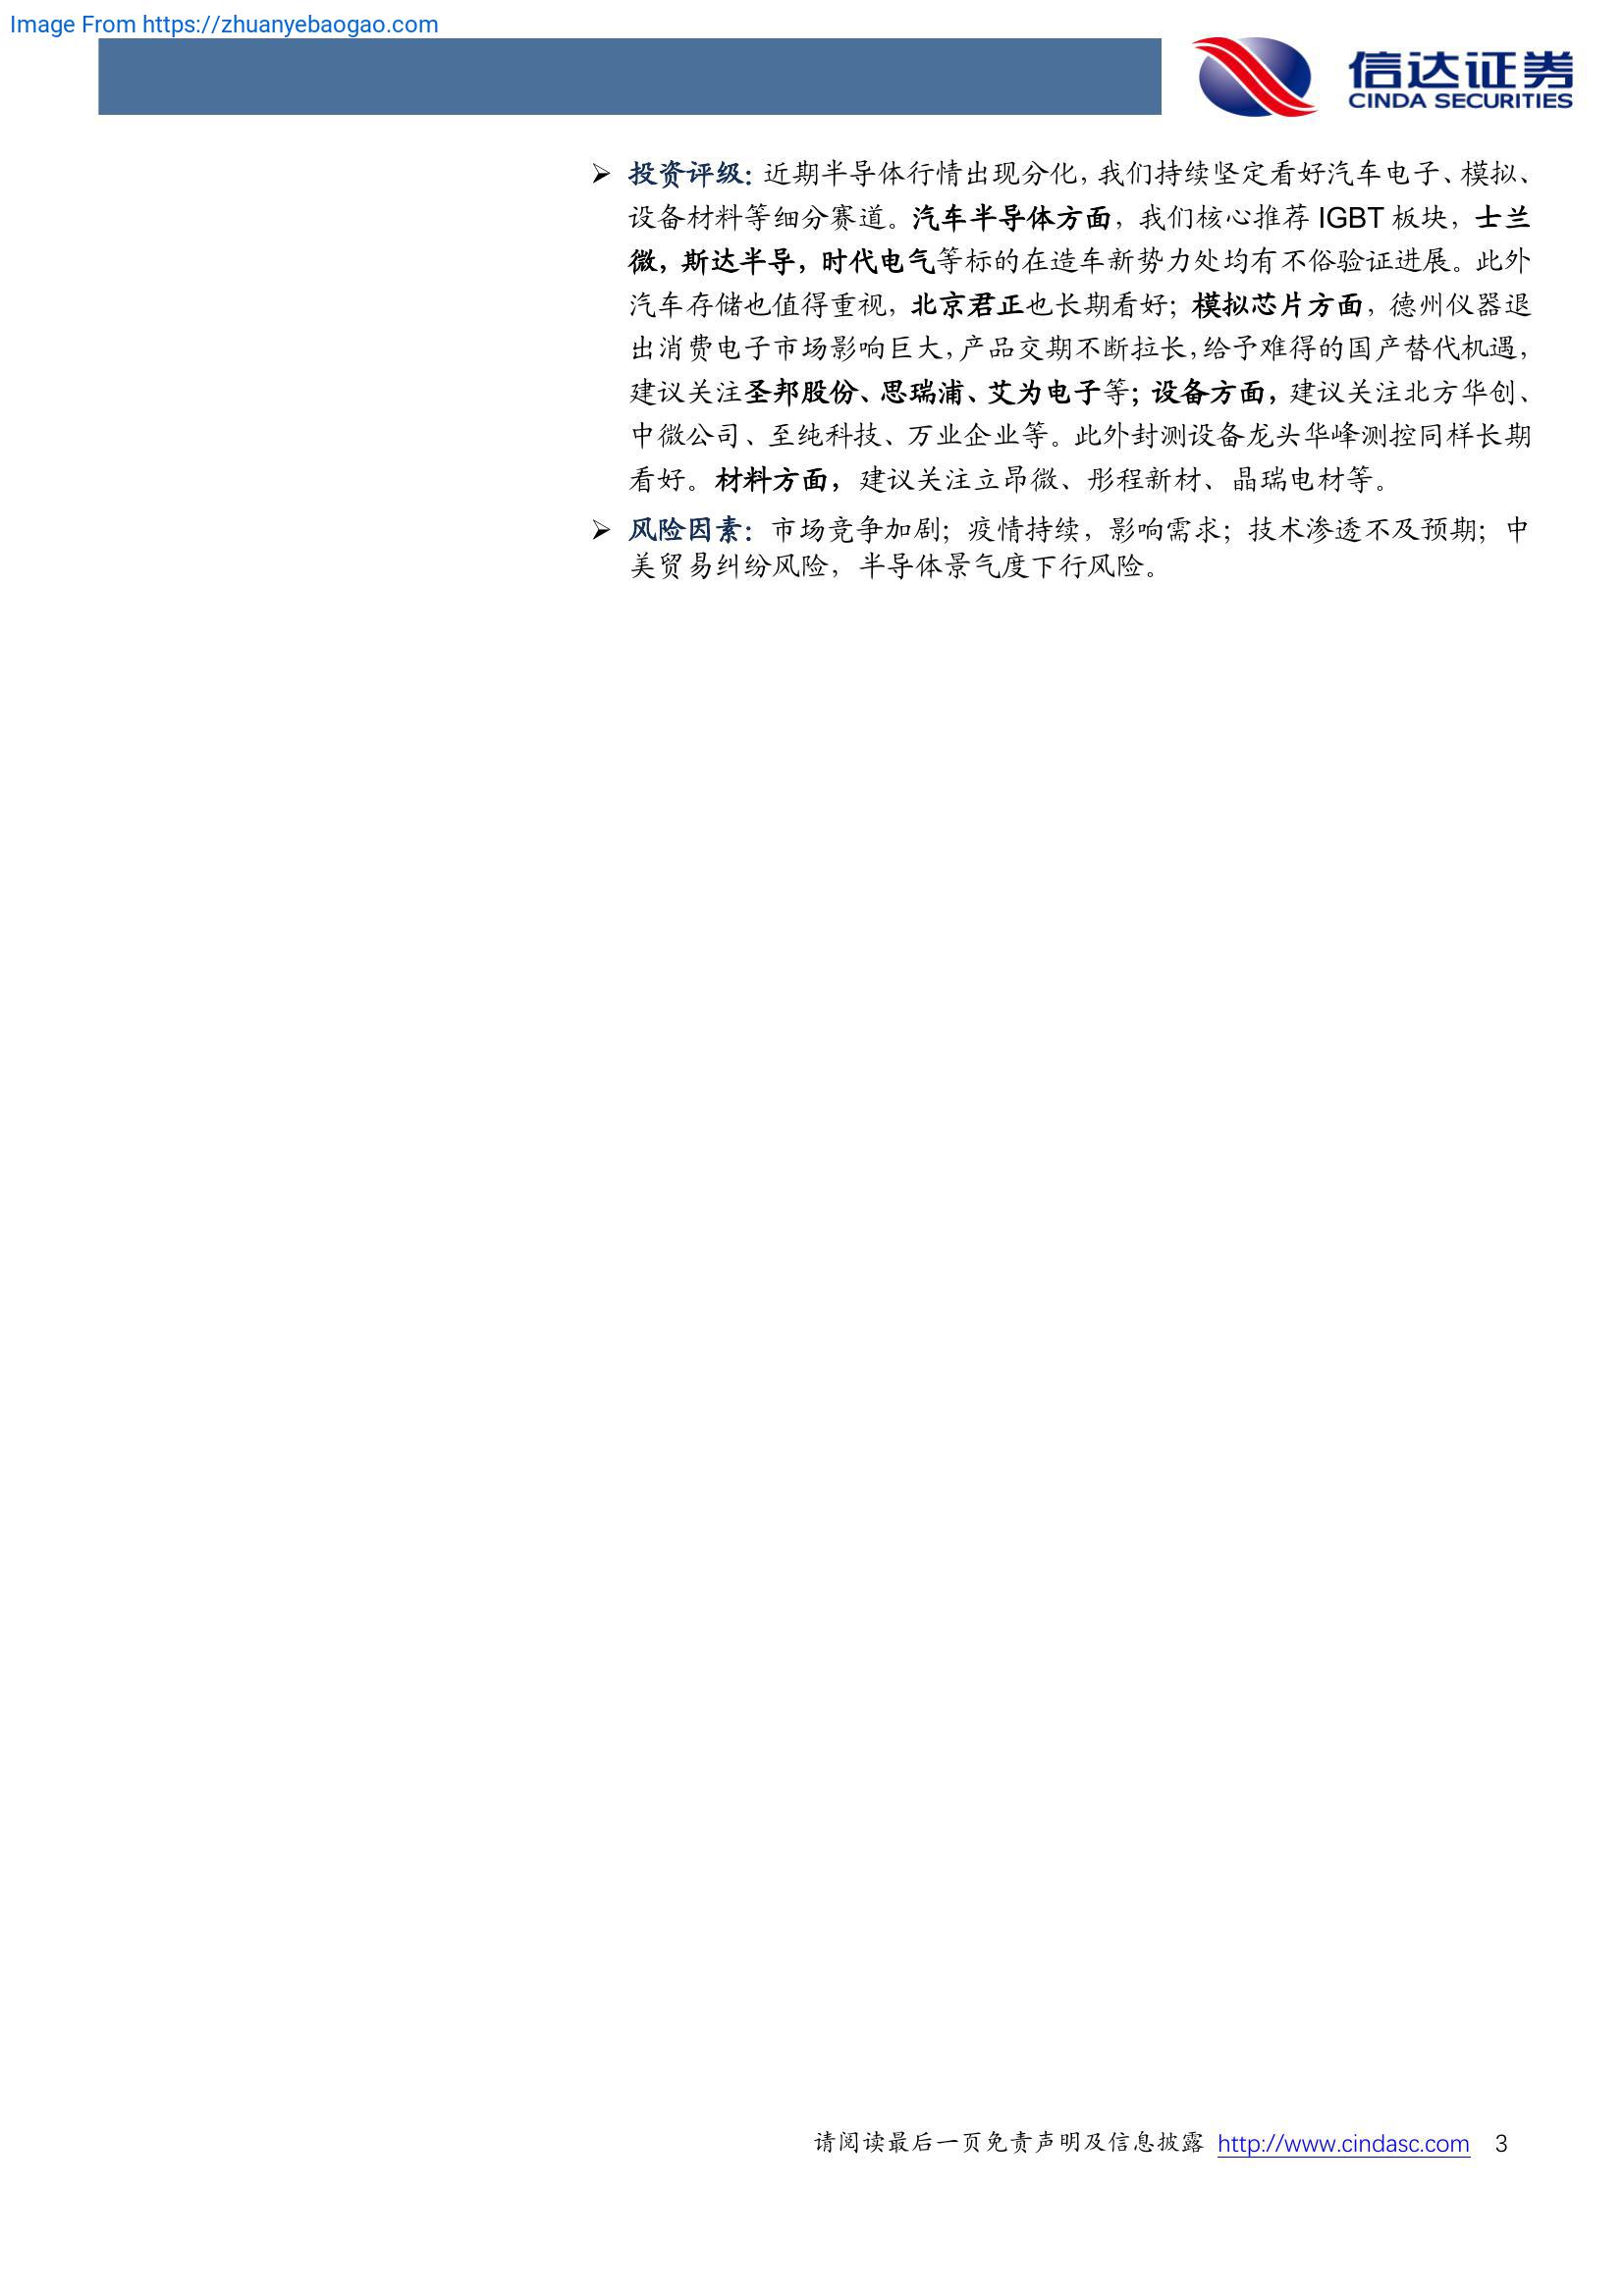 Image From https://zhuanyebaogao.com
信达证券
CINDA SECURITIES
➢ 投资评级：近期半导体行情出现分化，我们持续坚定看好汽车电子、模拟、
设备材料等细分赛道。汽车半导体方面，我们核心推荐 IGBT 板块，士兰
微，斯达半导，时代电气等标的在造车新势力处均有不俗验证进展。此外
汽车存储也值得重视，北京君正也长期看好；模拟芯片方面，德州仪器退
出消费电子市场影响巨大，产品交期不断拉长，给予难得的国产替代机遇，
建议关注圣邦股份、思瑞浦、艾为电子等；设备方面，建议关注北方华创、
中微公司、至纯科技、万业企业等。此外封测设备龙头华峰测控同样长期
看好。材料方面，建议关注立昂微、彤程新材、晶瑞电材等。
➢ 风险因素：市场竞争加剧；疫情持续，影响需求；技术渗透不及预期；中
美贸易纠纷风险，半导体景气度下行风险。
请阅读最后一页免责声明及信息披露 http://www.cindasc.com 3